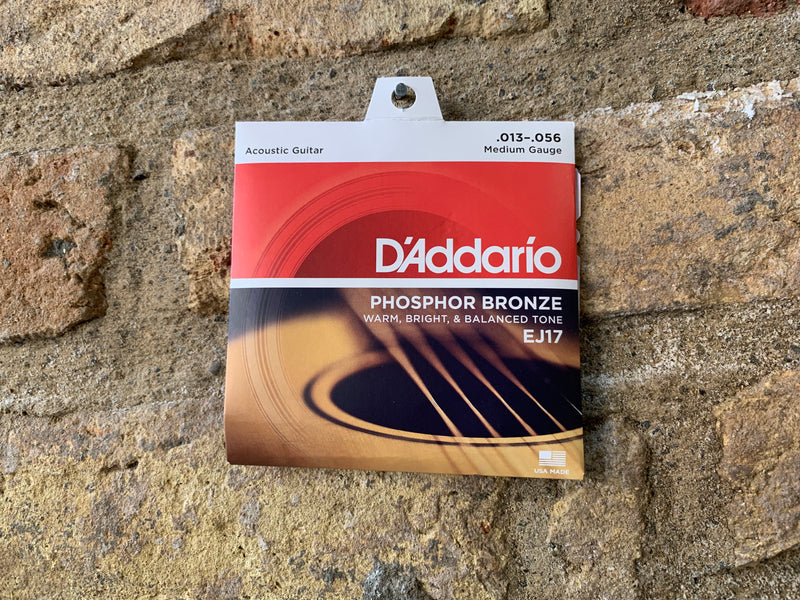 Acoustic Guitar
.013–.056
Medium Gauge
D'Addario
PHOSPHOR BRONZE
WARM, BRIGHT, & BALANCED TONE
EJ17
USA MADE